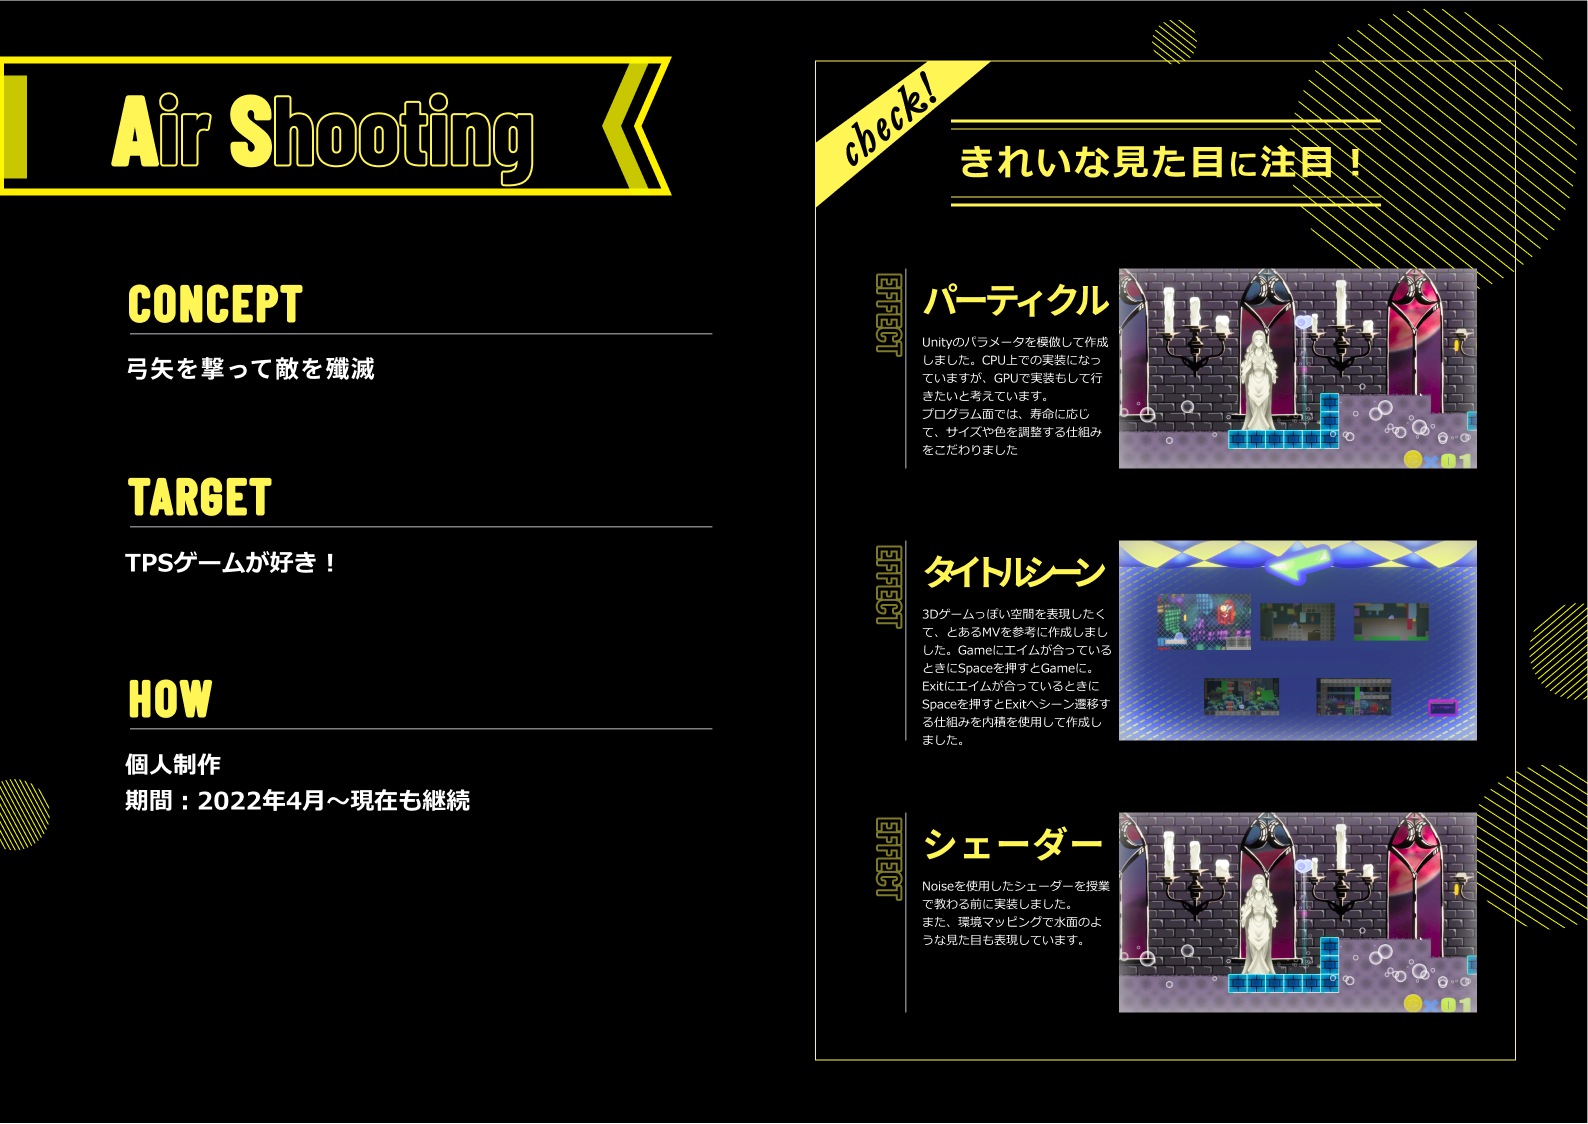 Air Shooting
CONCEPT
弓矢を撃って敵を殲滅
TARGET
TPSゲームが好き！
HOW
個人制作
期間：2022年4月～現在も継続
check!
きれいな見た目に注目！
EFFECT
パーティクル
Unityのパラメータを模倣して作成
しました。CPU上での実装になっ
ていますが、GPUで実装もして行
きたいと考えています。
プログラム面では、寿命に応じ
て、サイズや色を調整する仕組み
をこだわりました
×01
EFFECT
タイトルシーン
3Dゲームっぽい空間を表現したく
て、とあるMVを参考に作成しまし
した。Gameにエイムが合っている
ときにSpaceを押すとGameに。
Exitにエイムが合っているときに
Spaceを押すとExitへシーン遷移す
る仕組みを内積を使用して作成し
ました。
EFFECT
シェーダー
Noiseを使用したシェーダーを授業
で教わる前に実装しました。
また、環境マッピングで水面のよ
うな見た目も表現しています。
×01